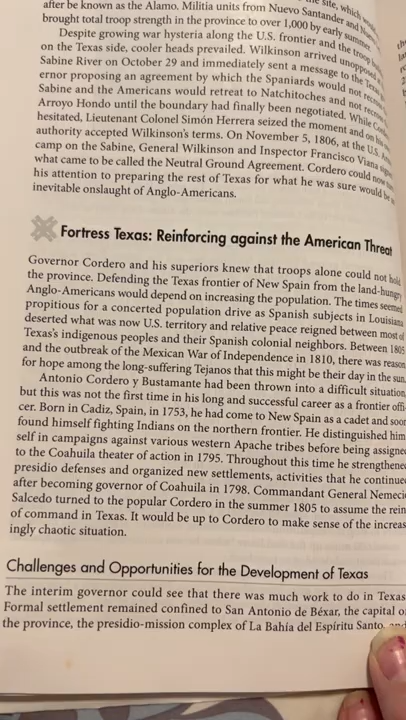 the site, which
after be known as the Alamo. Militia units from Nuevo Santander and
brought total troop strength in the province to over 1,000 by early summer.
Despite growing war hysteria along the U.S. frontier and the troop
on the Texas side, cooler heads prevailed. Wilkinson arrived unopposed
Sabine River on October 29 and immediately sent a message to the Texas
ernor proposing an agreement by which the Spaniards would not
Sabine and the Americans would retreat to Natchitoches and not
Arroyo Hondo until the boundary had finally been negotiated. While
hesitated, Lieutenant Colonel Simón Herrera seized the moment and on his
authority accepted Wilkinson's terms. On November 5, 1806, at the U.S.
camp on the Sabine, General Wilkinson and Inspector Francisco Viana
what came to be called the Neutral Ground Agreement. Cordero could now
his attention to preparing the rest of Texas for what he was sure would be
inevitable onslaught of Anglo-Americans.
Fortress Texas: Reinforcing against the American Threat
Governor Cordero and his superiors knew that troops alone could not hold
the province. Defending the Texas frontier of New Spain from the land-hungry
Anglo-Americans would depend on increasing the population. The times seemed
propitious for a concerted population drive as Spanish subjects in Louisiana
deserted what was now U.S. territory and relative peace reigned between most of
Texas's indigenous peoples and their Spanish colonial neighbors. Between 1805
and the outbreak of the Mexican War of Independence in 1810, there was reason
for hope among the long-suffering Tejanos that this might be their day in the sun.
Antonio Cordero y Bustamante had been thrown into a difficult situation,
but this was not the first time in his long and successful career as a frontier offi
cer. Born in Cadiz, Spain, in 1753, he had come to New Spain as a cadet and soon
found himself fighting Indians on the northern frontier. He distinguished him
self in campaigns against various western Apache tribes before being assigned
to the Coahuila theater of action in 1795. Throughout this time he strengthened
presidio defenses and organized new settlements, activities that he continued
after becoming governor of Coahuila in 1798. Commandant General Nemeci
Salcedo turned to the popular Cordero in the summer 1805 to assume the rein
of command in Texas. It would be up to Cordero to make sense of the increas
ingly chaotic situation.
Challenges and Opportunities for the Development of Texas
The interim governor could see that there was much work to do in Texas
Formal settlement remained confined to San Antonio de Béxar, the capital o
the province, the presidio-mission complex of La Bahía del Espíritu Santo, and